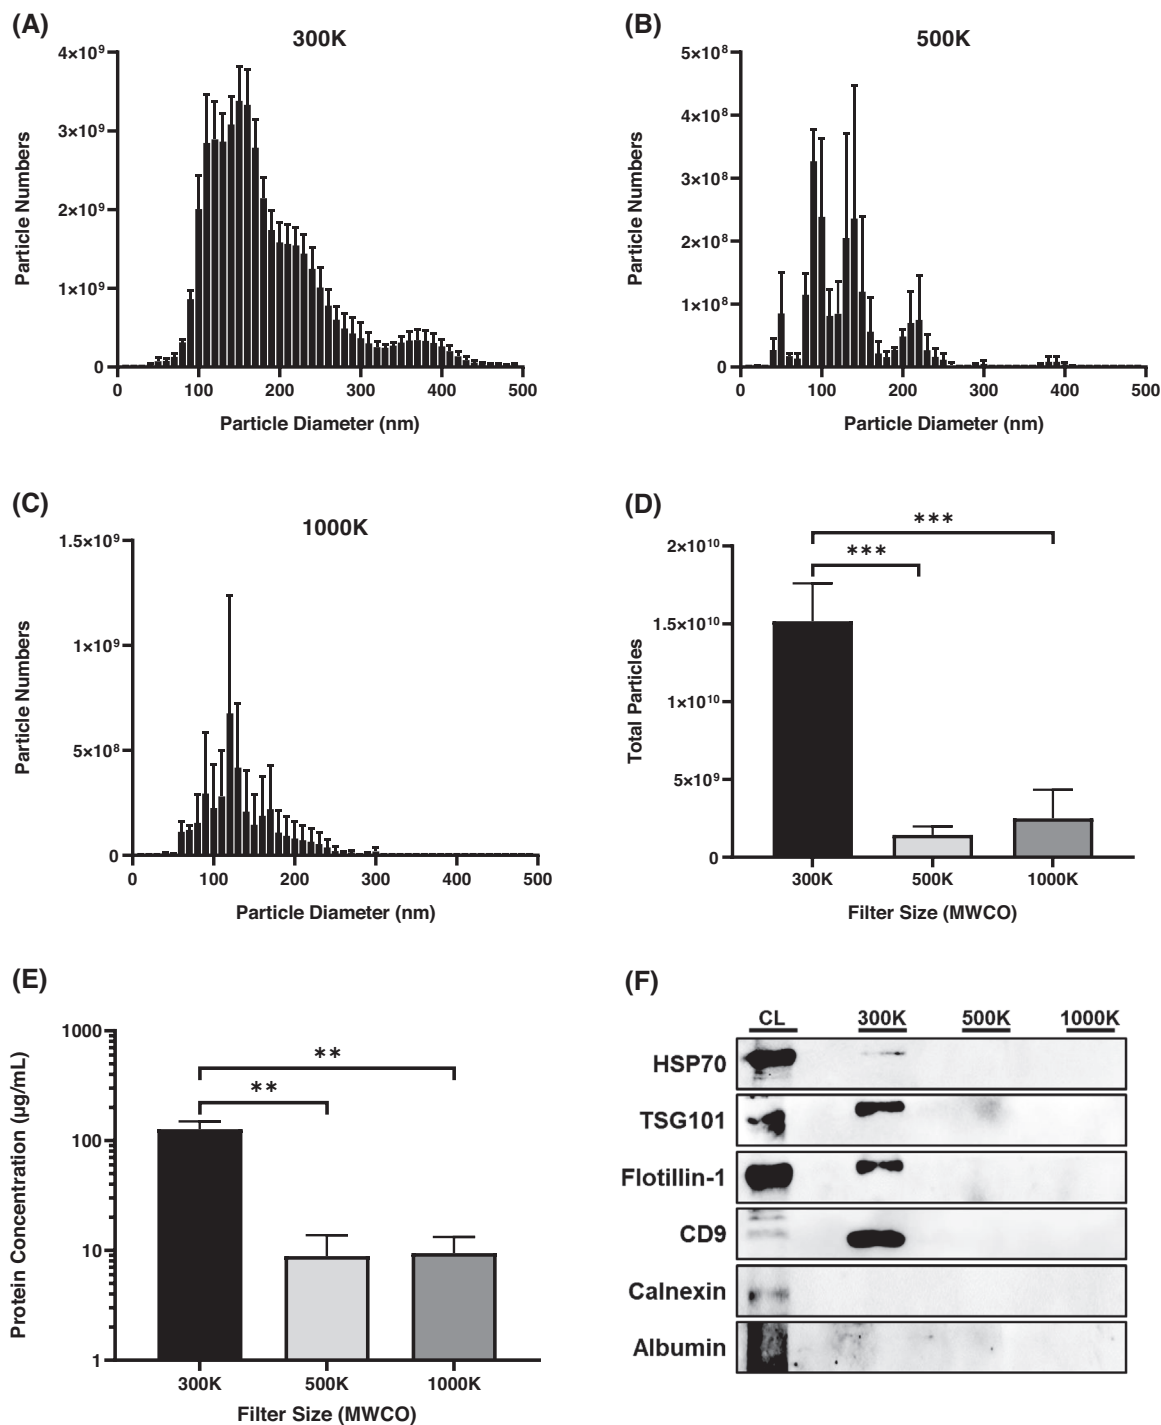 (A)
300K
4×10⁹
3×10⁹
2×10⁹
1×10⁹
0
Particle Numbers
0 100 200 300 400 500
Particle Diameter (nm)
(B)
500K
5×10⁸
4×10⁸
3×10⁸
2×10⁸
1×10⁸
0
Particle Numbers
0 100 200 300 400 500
Particle Diameter (nm)
(C)
1000K
1.5×10⁹
1×10⁹
5×10⁸
0
Particle Numbers
0 100 200 300 400 500
Particle Diameter (nm)
(D)
***
***
2×10¹⁰
1.5×10¹⁰
1×10¹⁰
5×10⁹
0
Total Particles
300K 500K 1000K
Filter Size (MWCO)
(E)
**
**
1000
100
10
1
Protein Concentration (µg/mL)
300K 500K 1000K
Filter Size (MWCO)
(F)
CL 300K 500K 1000K
HSP70
TSG101
Flotillin-1
CD9
Calnexin
Albumin